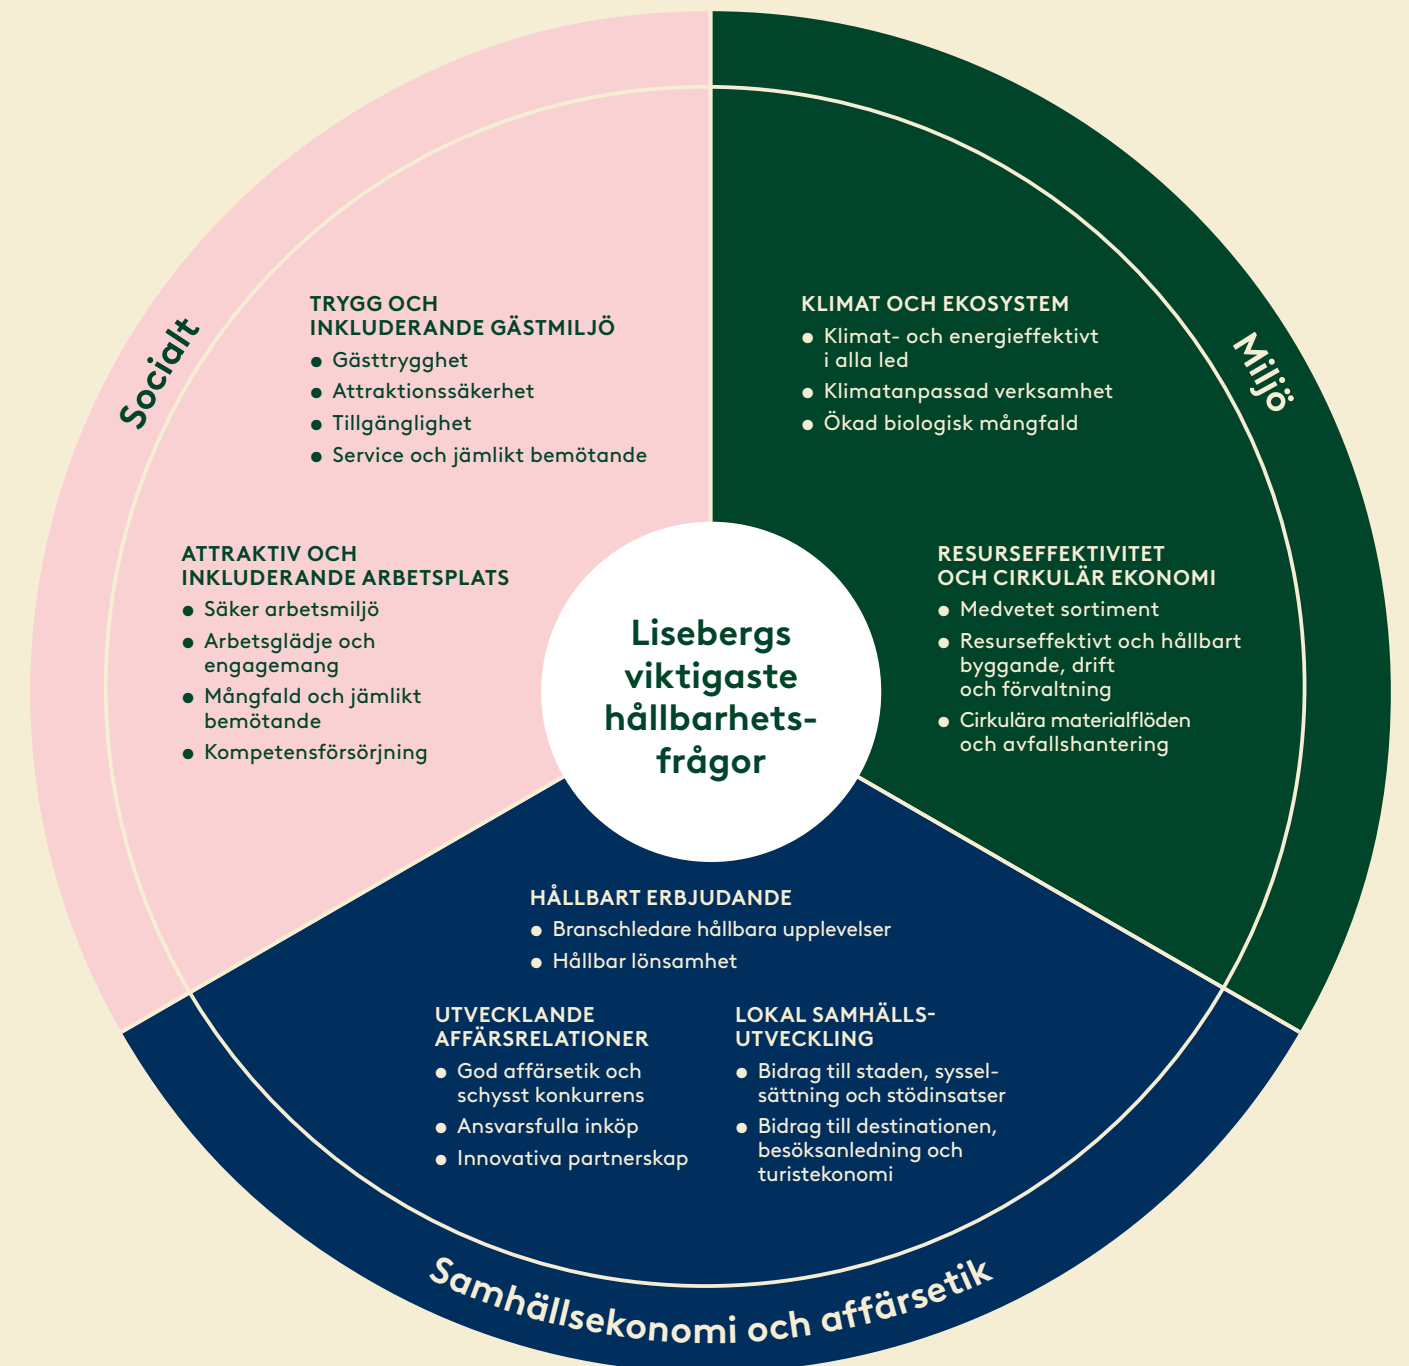 Socialt
TRYGG OCH
INKLUDERANDE GÄSTMILJÖ
● Gästtrygghet
● Attraktionssäkerhet
● Tillgänglighet
● Service och jämlikt bemötande
ATTRAKTIV OCH
INKLUDERANDE ARBETSPLATS
● Säker arbetsmiljö
● Arbetsglädje och
engagemang
● Mångfald och jämlikt
bemötande
● Kompetensförsörjning
Miljö
KLIMAT OCH EKOSYSTEM
● Klimat- och energieffektivt
i alla led
● Klimatanpassad verksamhet
● Ökad biologisk mångfald
RESURSEFFEKTIVITET
OCH CIRKULÄR EKONOMI
● Medvetet sortiment
● Resurseffektivt och hållbart
byggande, drift
och förvaltning
● Cirkulära materialflöden
och avfallshantering
Lisebergs
viktigaste
hållbarhets-
frågor
HÅLLBART ERBJUDANDE
● Branschledare hållbara upplevelser
● Hållbar lönsamhet
UTVECKLANDE
AFFÄRSRELATIONER
● God affärsetik och
schysst konkurrens
● Ansvarsfulla inköp
● Innovativa partnerskap
LOKAL SAMHÄLLS-
UTVECKLING
● Bidrag till staden, syssel-
sättning och stödinsatser
● Bidrag till destinationen,
besöksanledning och
turistekonomi
Samhällsekonomi och affärsetik